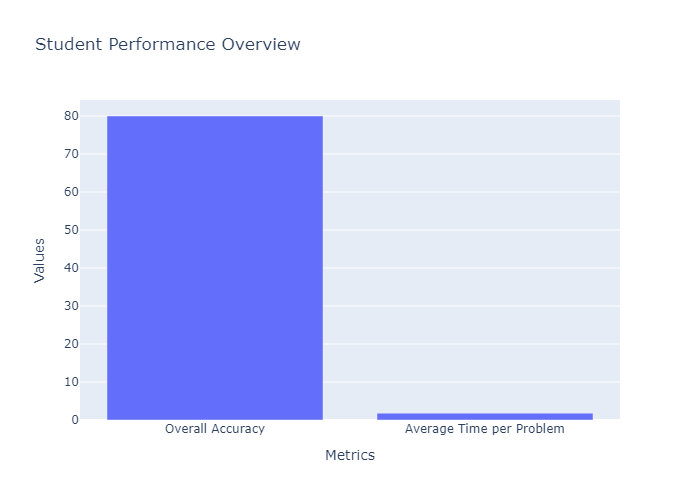 Student Performance Overview
80
70
60
50
40
30
20
10
0
Values
Overall Accuracy
Average Time per Problem
Metrics